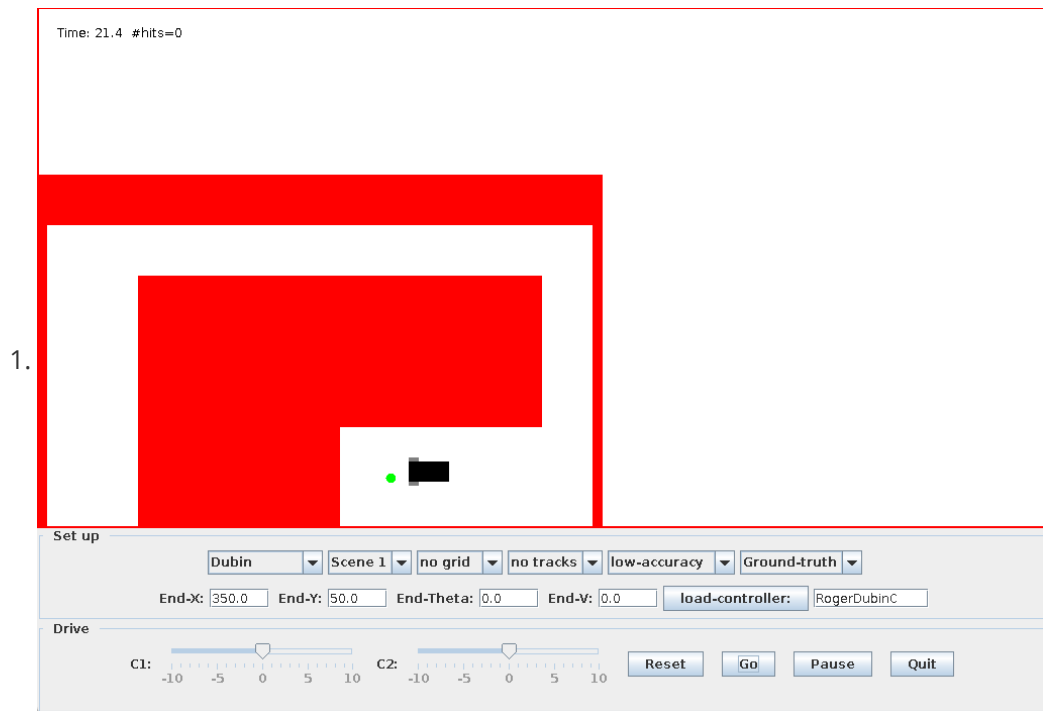 Time: 21.4 #hits=0
1.
Set up
Dubin Scene 1 no grid no tracks low-accuracy Ground-truth
End-X: 350.0 End-Y: 50.0 End-Theta: 0.0 End-V: 0.0 load-controller: RogerDubinC
Drive
C1: C2: Reset Go Pause Quit
-10 -5 0 5 10 -10 -5 0 5 10